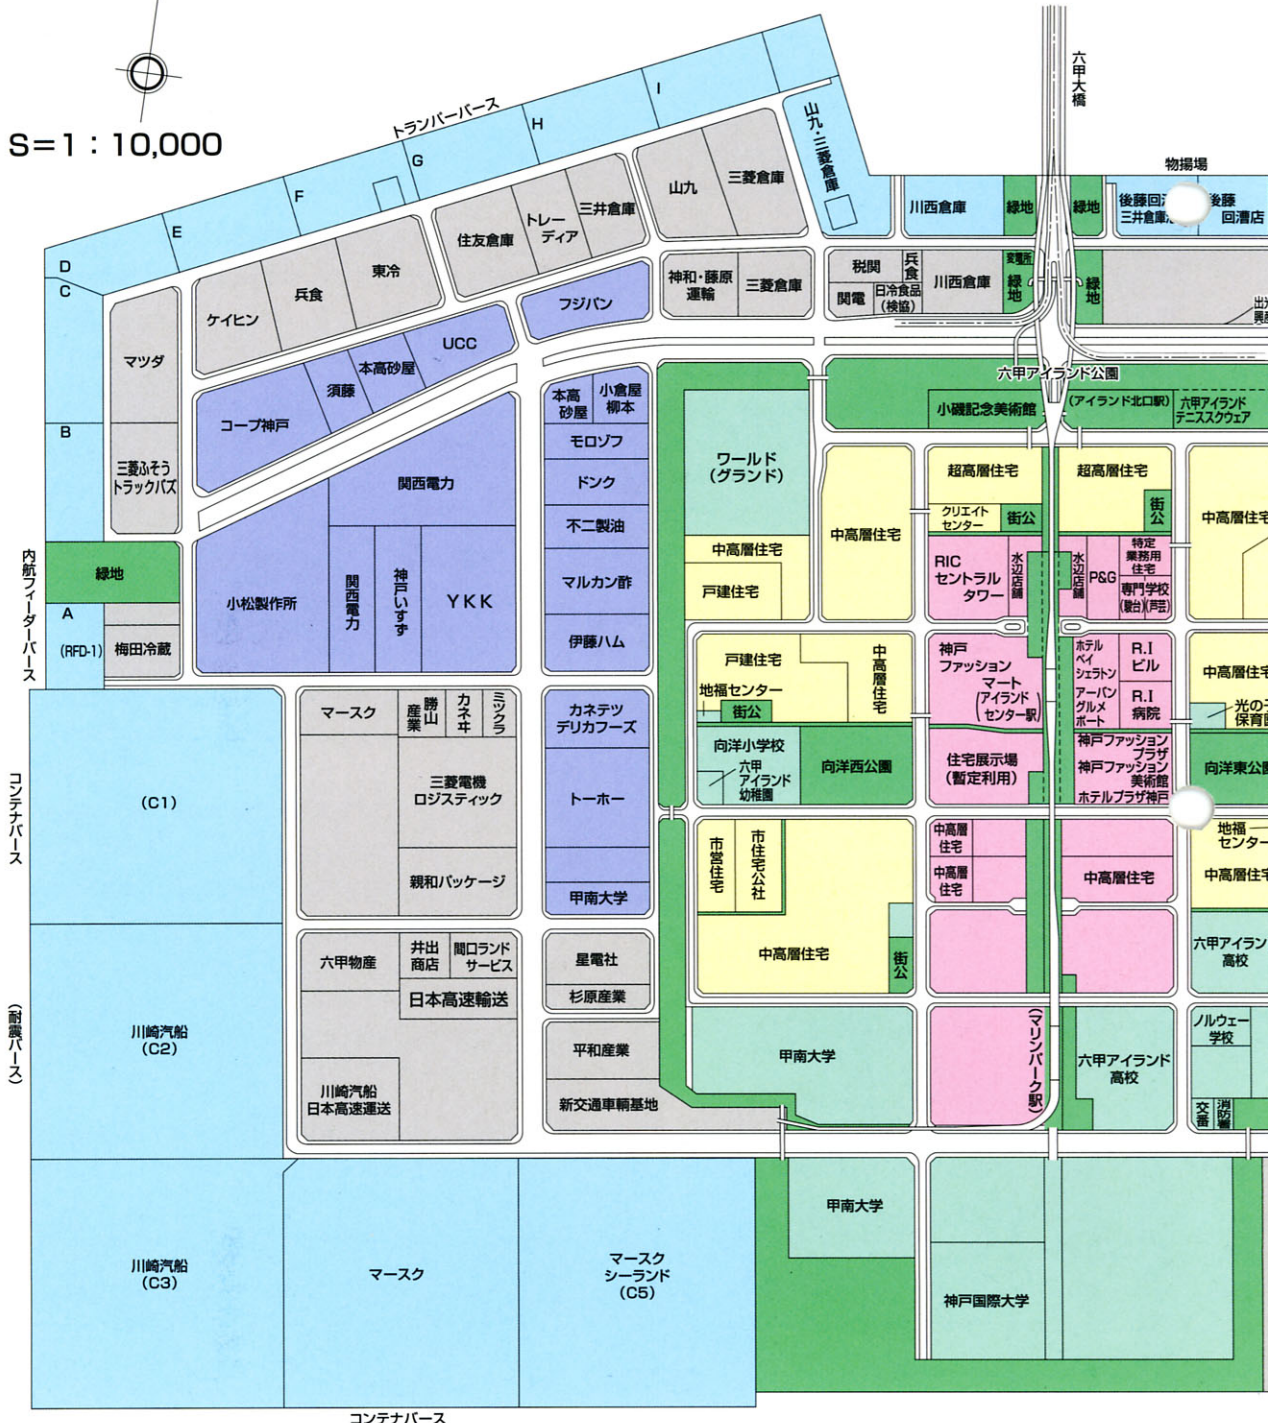 S=1：10,000
トランパーバース
六甲大橋
物揚場
A
(RFD-1)
B
C
D
E
F
G
H
I
山九・三菱倉庫
川西倉庫
緑地
緑地
後藤回
三井倉庫
後藤
回漕店
山九
三菱倉庫
三井倉庫
トレー
ディア
住友倉庫
東冷
兵食
ケイヒン
マツダ
三菱ふそう
トラックバズ
神和・藤原
運輸
三菱倉庫
税関
兵食
関電
日冷食品
(検協)
川西倉庫
変電所
緑地
緑地
フジパン
UCC
本高砂屋
須藤
コープ神戸
六甲アイランド公園
小磯記念美術館
(アイランド北口駅)
六甲アイランド
テニススクウェア
本高
砂屋
小倉屋
柳本
モロゾフ
ドンク
不二製油
マルカン酢
伊藤ハム
関西電力
小松製作所
関西電力
神戸いすず
YKK
ワールド
(グランド)
中高層住宅
戸建住宅
中高層住宅
超高層住宅
超高層住宅
クリエイト
センター
街公
街公
中高層住宅
内航フィーダーバース
緑地
梅田冷蔵
RIC
セントラル
タワー
水辺店舗
水辺店舗
P&G
特定
業務用
住宅
専門学校
(駿台)(芦芸)
戸建住宅
中高層住宅
地福センター
街公
神戸
ファッション
マート
(アイランド
センター駅)
ホテル
ベイ
シェラトン
アーバン
グルメ
ポート
R.I
ビル
R.I
病院
中高層住宅
光の子
保育園
マースク
勝山
産業
カネヰ
ミツクラ
カネテツ
デリカフーズ
三菱電機
ロジスティック
トーホー
親和パッケージ
甲南大学
向洋小学校
六甲
アイランド
幼稚園
向洋西公園
住宅展示場
(暫定利用)
神戸ファッション
プラザ
神戸ファッション
美術館
ホテルプラザ神戸
向洋東公園
コンテナバース
(C1)
市営住宅
市住宅公社
中高層住宅
街公
中高層
住宅
中高層
住宅
中高層住宅
地福
センター
中高層住宅
六甲アイラン
高校
(耐震バース)
川崎汽船
(C2)
六甲物産
井出
商店
間口ランド
サービス
日本高速輸送
川崎汽船
日本高速運送
星電社
杉原産業
平和産業
新交通車輌基地
甲南大学
(マリンパーク駅)
六甲アイランド
高校
ノルウェー
学校
交番
消防署
川崎汽船
(C3)
マースク
マースク
シーランド
(C5)
甲南大学
神戸国際大学
コンテナバース